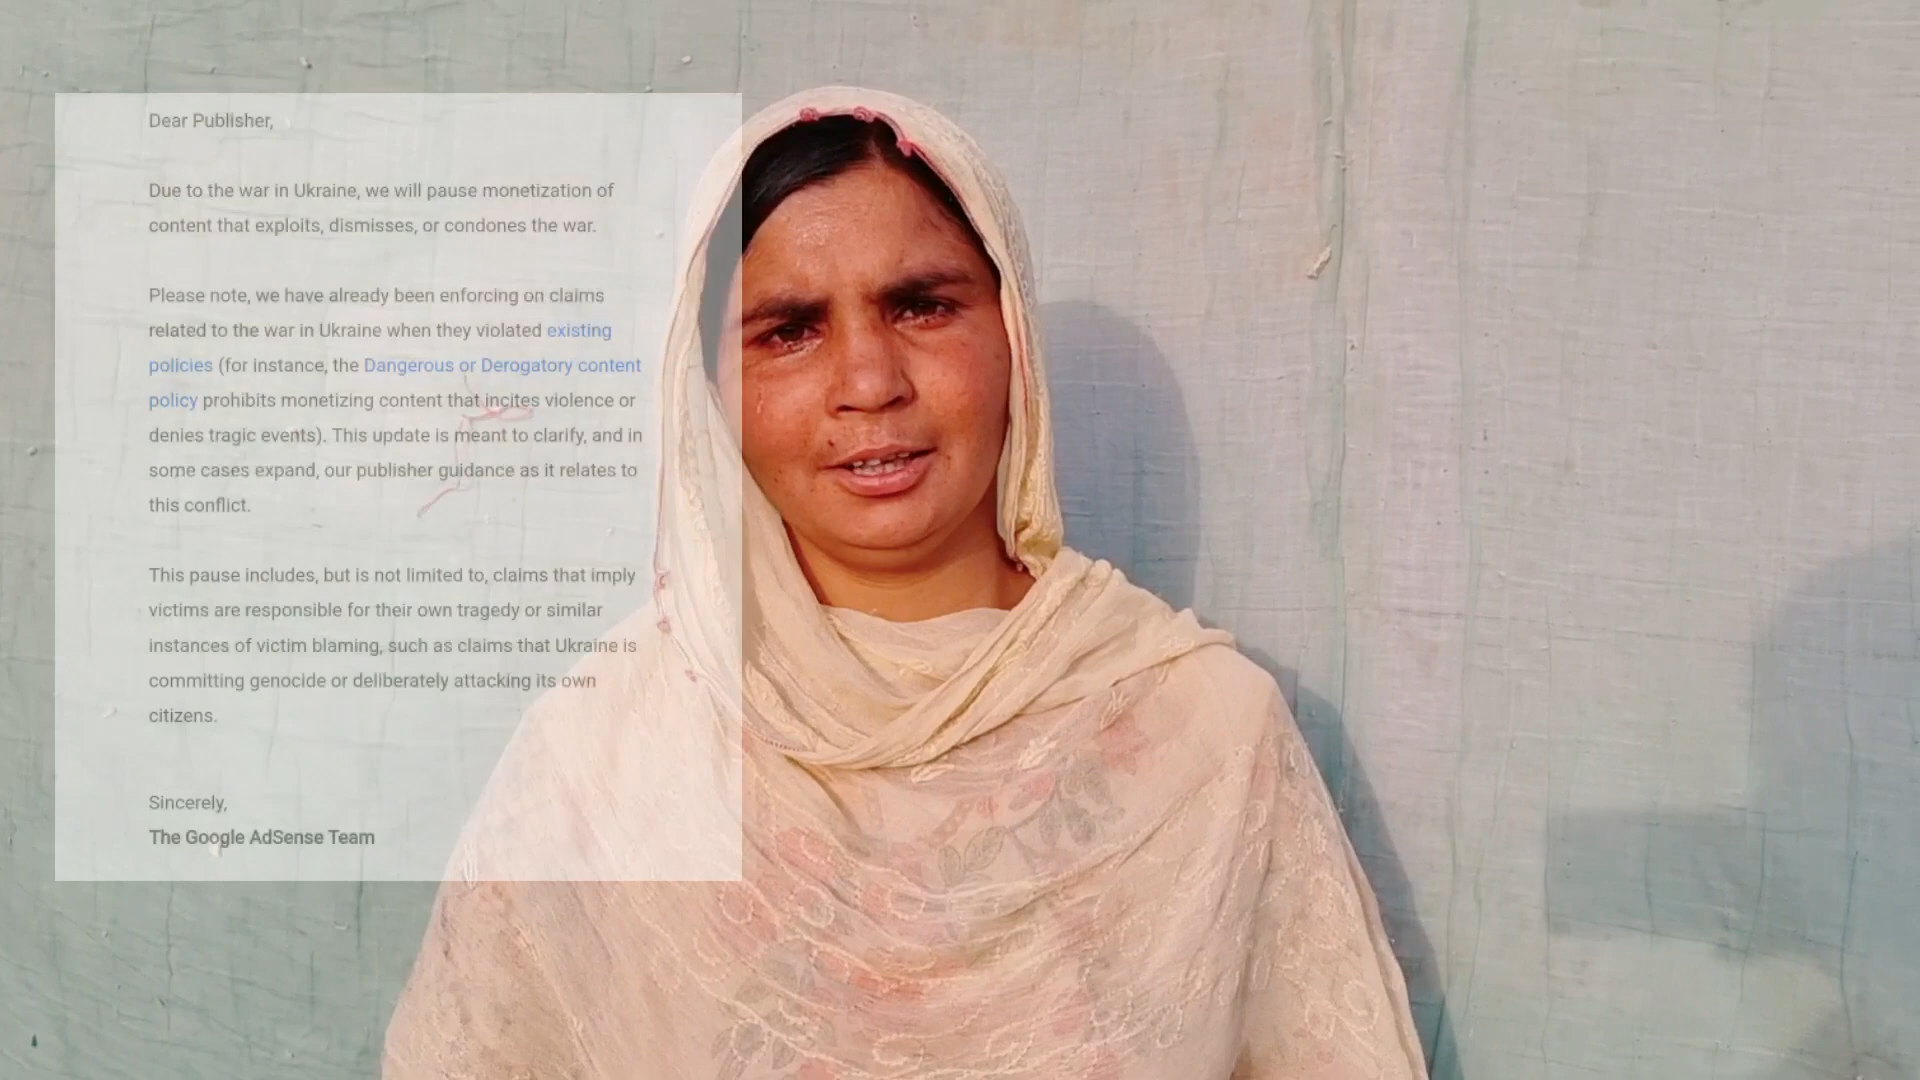 Dear Publisher,
Due to the war in Ukraine, we will pause monetization of
content that exploits, dismisses, or condones the war.
Please note, we have already been enforcing on claims
related to the war in Ukraine when they violated existing
policies (for instance, the Dangerous or Derogatory content
policy prohibits monetizing content that incites violence or
denies tragic events). This update is meant to clarify, and in
some cases expand, our publisher guidance as it relates to
this conflict.
This pause includes, but is not limited to, claims that imply
victims are responsible for their own tragedy or similar
instances of victim blaming, such as claims that Ukraine is
committing genocide or deliberately attacking its own
citizens.
Sincerely,
The Google AdSense Team